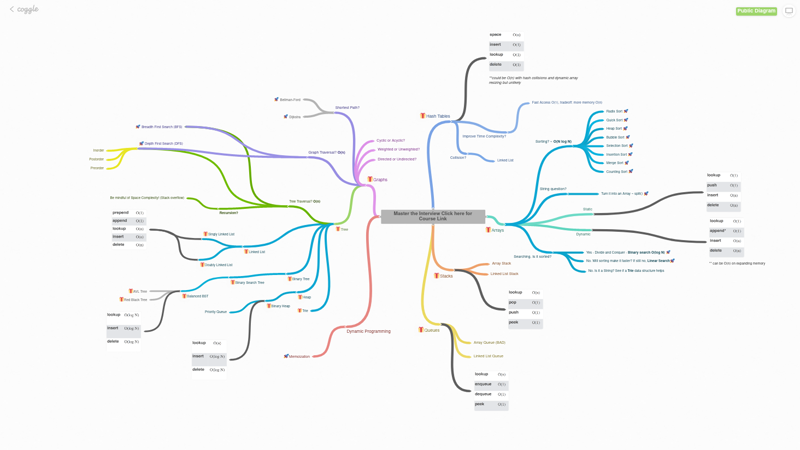 coggle
Public Diagram
space O(n)
insert O(1)
lookup O(1)
delete O(1)
*could be O(n) with hash collisions and dynamic array
resizing but unlikely
Hash Tables
Fast Access O(1), tradeoff: more memory O(n)
Improve Time Complexity?
Collision?
Linked List
Bellman Ford
Dijkstra
Shortest Path?
Breadth First Search (BFS)
Depth First Search (DFS)
Inorder
Postorder
Preorder
Graph Traversal? O(n)
Cyclic or Acyclic?
Weighted or Unweighted?
Directed or Undirected?
Graphs
Be mindful of Space Complexity! (Stack overflow)
Recursion!
Tree Traversal? O(n)
Trees
Master the Interview Click here for
Course Link
Radix Sort
Quick Sort
Heap Sort
Bubble Sort
Selection Sort
Insertion Sort
Merge Sort
Counting Sort
Sorting? - O(N log N)
String question?
Turn it into an Array - .split()
Static
Dynamic
Arrays
Searching. Is it sorted?
Yes - Divide and Conquer - Binary search O(log N)
No. Will sorting make it faster? If still no, Linear Search
No. Is it a String? See if a Trie data structure helps
lookup O(1)
push O(1)
insert O(n)
delete O(n)
lookup O(1)
append* O(1)
insert O(n)
delete O(n)
* can be O(n) on expanding memory
prepend O(1)
append O(1)
lookup O(n)
insert O(n)
delete O(n)
Singly Linked List
Doubly Linked List
Linked List
Binary Tree
Binary Search Tree
Balanced BST
AVL Tree
Red Black Tree
Heap
Binary Heap
Priority Queue
Trie
lookup O(log N)
insert O(log N)
delete O(log N)
lookup O(n)
insert O(log N)
delete O(log N)
Dynamic Programming
Memoization
Stacks
Array Stack
Linked List Stack
lookup O(n)
pop O(1)
push O(1)
peek O(1)
Queues
Linked List Queue
lookup O(n)
enqueue O(1)
dequeue O(1)
peek O(1)